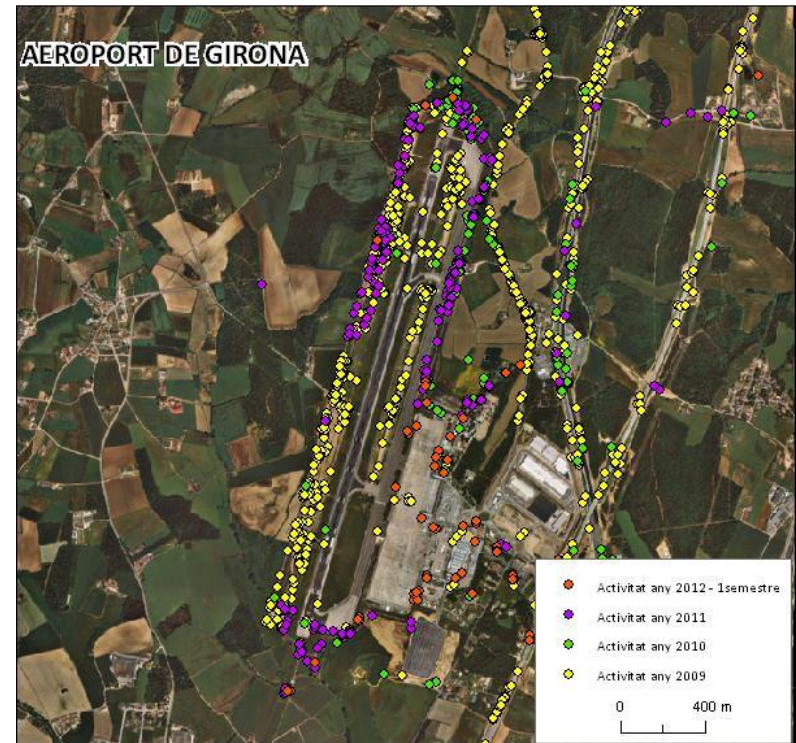 AEROPORT DE GIRONA
Activitat any 2012 - 1semestre
Activitat any 2011
Activitat any 2010
Activitat any 2009
0 400 m